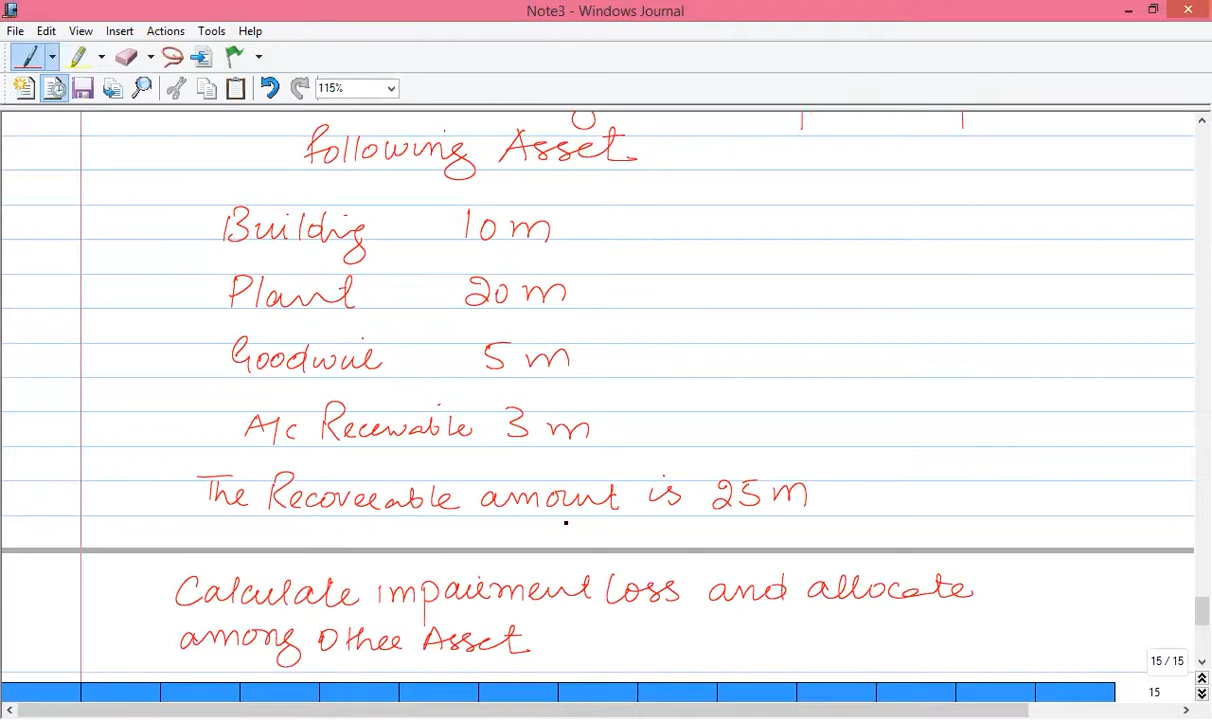 Note3 - Windows Journal
File Edit View Insert Actions Tools Help
115%
following Asset
Building 10 m
Plant 20 m
Goodwill 5 m
A/c Receivable 3 m
The Recoverable amount is 25 m
Calculate impairment loss and allocate
among Other Asset
15 / 15
15